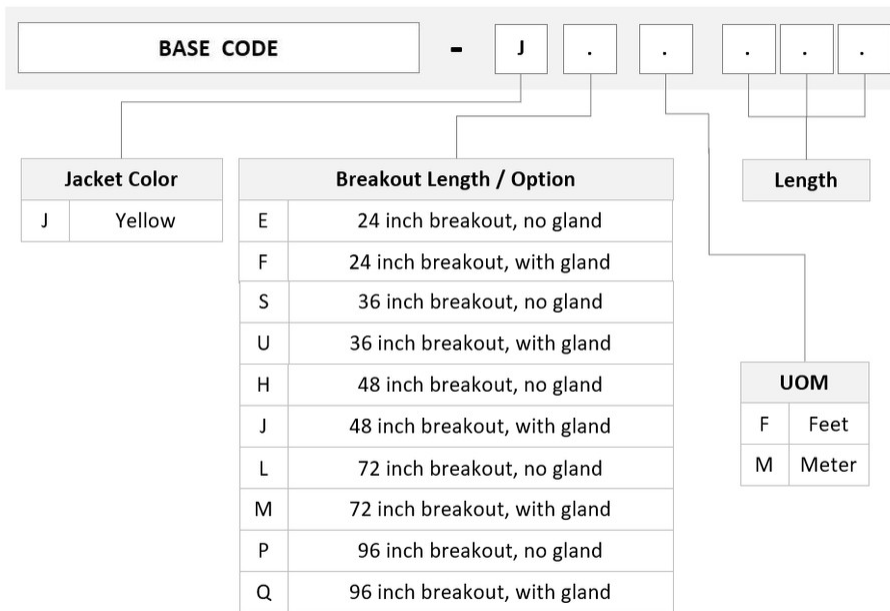 BASE CODE - J . . . . .
Jacket Color
J Yellow
Breakout Length / Option
E 24 inch breakout, no gland
F 24 inch breakout, with gland
S 36 inch breakout, no gland
U 36 inch breakout, with gland
H 48 inch breakout, no gland
J 48 inch breakout, with gland
L 72 inch breakout, no gland
M 72 inch breakout, with gland
P 96 inch breakout, no gland
Q 96 inch breakout, with gland
Length
UOM
F Feet
M Meter